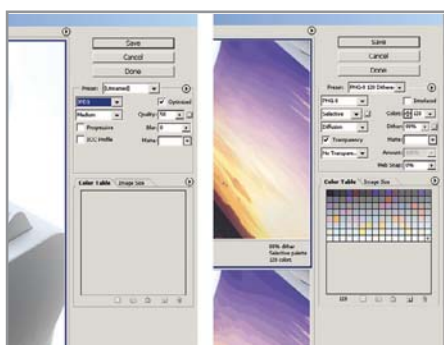 Save
Cancel
Done
Preset: [Unnamed]
JPEG
Optimized
Medium
Quality: 50
Progressive
Blur: 0
ICC Profile
Matte:
Color Table
Image Size
Save
Cancel
Done
Preset: PNG-8 128 Dithered
PNG-8
Interlaced
Selective
Colors: 128
Diffusion
Dither: 88%
Transparency
Matte:
No Transparen...
Amount: 100%
Web Snap: 0%
Color Table
Image Size
88% dither
Selective palette
128 colors
128